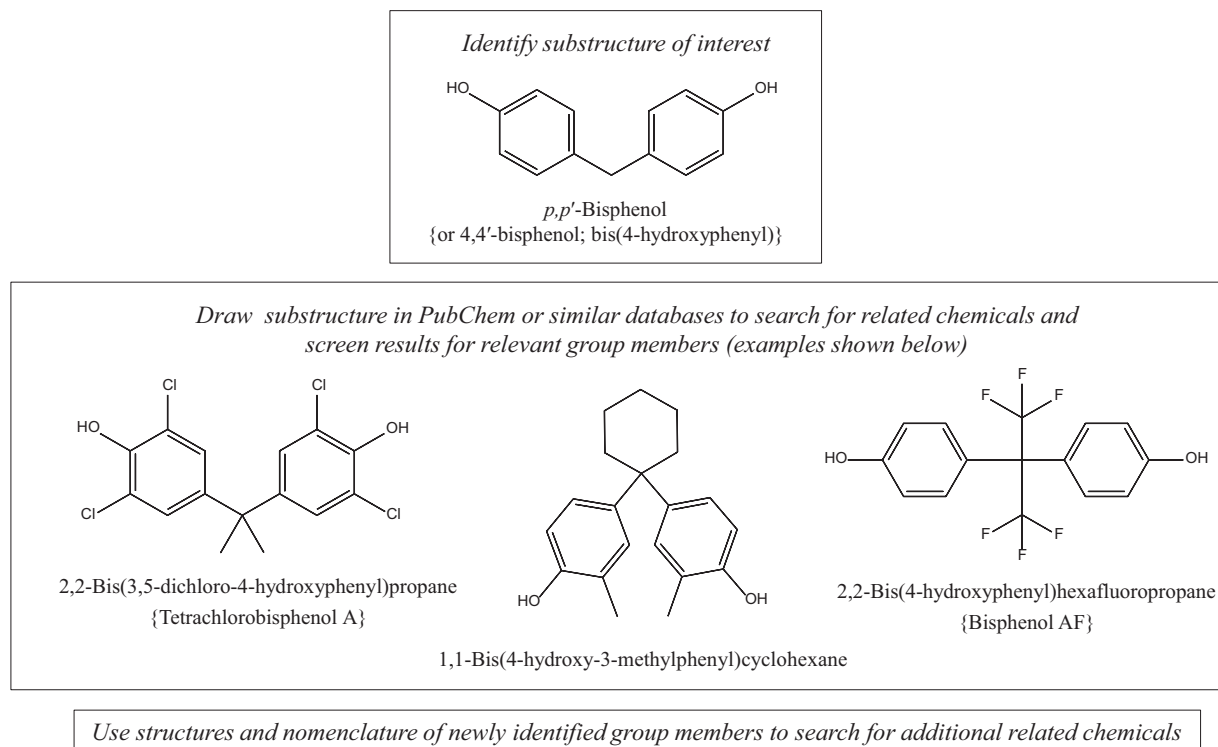 Identify substructure of interest
HO
OH
p,p′-Bisphenol
{or 4,4′-bisphenol; bis(4-hydroxyphenyl)}
Draw substructure in PubChem or similar databases to search for related chemicals and
screen results for relevant group members (examples shown below)
Cl
Cl
HO
OH
Cl
Cl
2,2-Bis(3,5-dichloro-4-hydroxyphenyl)propane
{Tetrachlorobisphenol A}
HO
OH
1,1-Bis(4-hydroxy-3-methylphenyl)cyclohexane
F
F
F
HO
OH
F
F
F
2,2-Bis(4-hydroxyphenyl)hexafluoropropane
{Bisphenol AF}
Use structures and nomenclature of newly identified group members to search for additional related chemicals